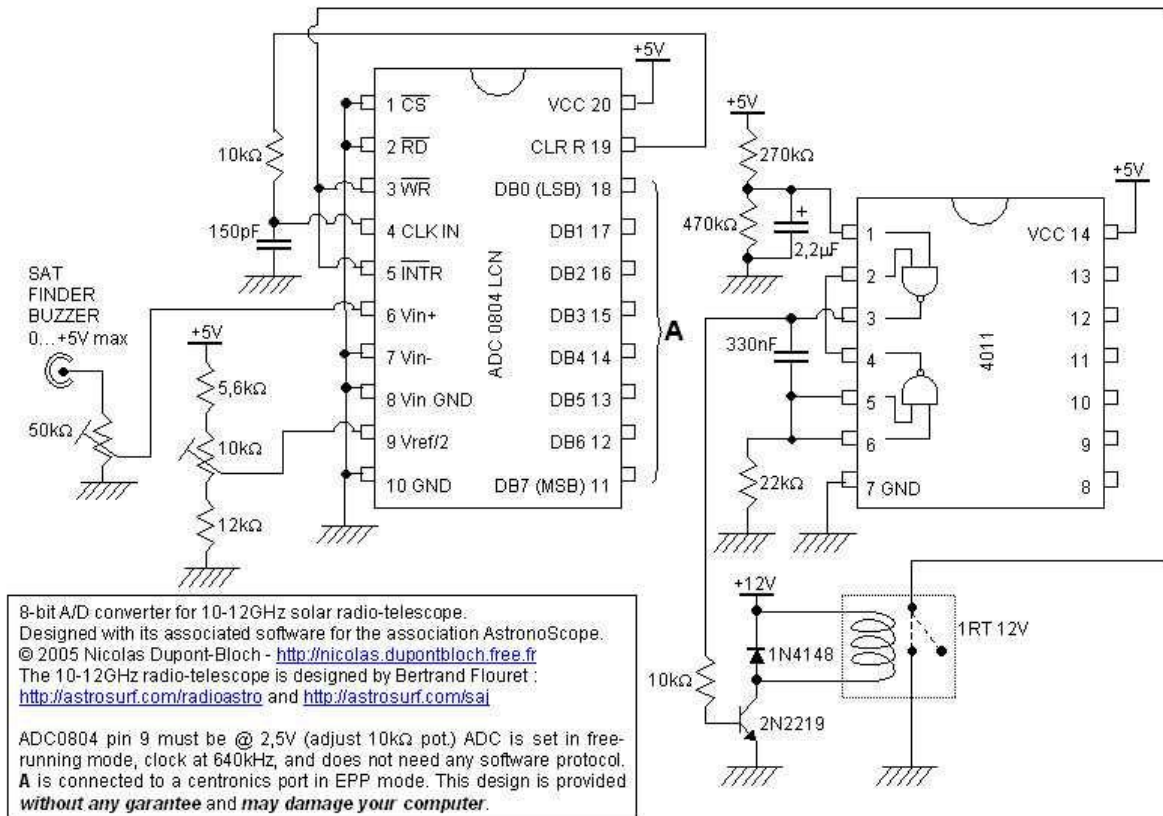 +5V
1 CS
2 RD
3 WR
4 CLK IN
5 INTR
6 Vin+
7 Vin-
8 Vin GND
9 Vref/2
10 GND
ADC 0804 LCN
VCC 20
CLR R 19
DB0 (LSB) 18
DB1 17
DB2 16
DB3 15
DB4 14
DB5 13
DB6 12
DB7 (MSB) 11
A
10kΩ
150pF
SAT
FINDER
BUZZER
0...+5V max
50kΩ
+5V
5,6kΩ
10kΩ
12kΩ
+5V
270kΩ
470kΩ
+
2,2µF
330nF
22kΩ
+5V
1
2
3
4
5
6
7 GND
4011
VCC 14
13
12
11
10
9
8
+12V
1N4148
10kΩ
2N2219
1RT 12V
8-bit A/D converter for 10-12GHz solar radio-telescope.
Designed with its associated software for the association AstronoScope.
© 2005 Nicolas Dupont-Bloch - http://nicolas.dupontbloch.free.fr
The 10-12GHz radio-telescope is designed by Bertrand Flouret :
http://astrosurf.com/radioastro and http://astrosurf.com/saj
ADC0804 pin 9 must be @ 2,5V (adjust 10kΩ pot.) ADC is set in free-
running mode, clock at 640kHz, and does not need any software protocol.
A is connected to a centronics port in EPP mode. This design is provided
without any garantee and may damage your computer.